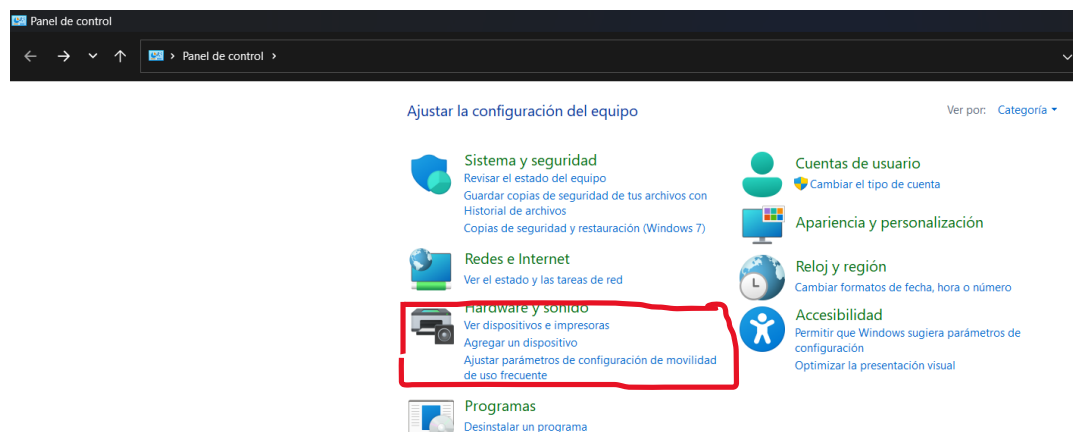 Panel de control
Panel de control
Ajustar la configuración del equipo
Ver por: Categoría
Sistema y seguridad
Revisar el estado del equipo
Guardar copias de seguridad de tus archivos con
Historial de archivos
Copias de seguridad y restauración (Windows 7)
Redes e Internet
Ver el estado y las tareas de red
Hardware y sonido
Ver dispositivos e impresoras
Agregar un dispositivo
Ajustar parámetros de configuración de movilidad
de uso frecuente
Programas
Desinstalar un programa
Cuentas de usuario
Cambiar el tipo de cuenta
Apariencia y personalización
Reloj y región
Cambiar formatos de fecha, hora o número
Accesibilidad
Permitir que Windows sugiera parámetros de
configuración
Optimizar la presentación visual